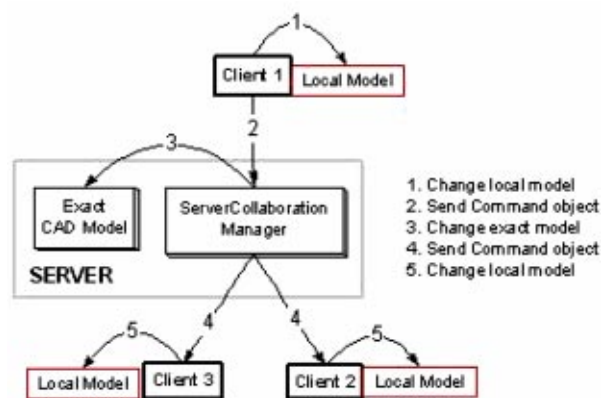 1
Client 1
Local Model
2
3
Exact
CAD Model
ServerCollaboration
Manager
SERVER
1. Change local model
2. Send Command object
3. Change exact model
4. Send Command object
5. Change local model
4
4
5
5
Local Model
Client 3
Client 2
Local Model